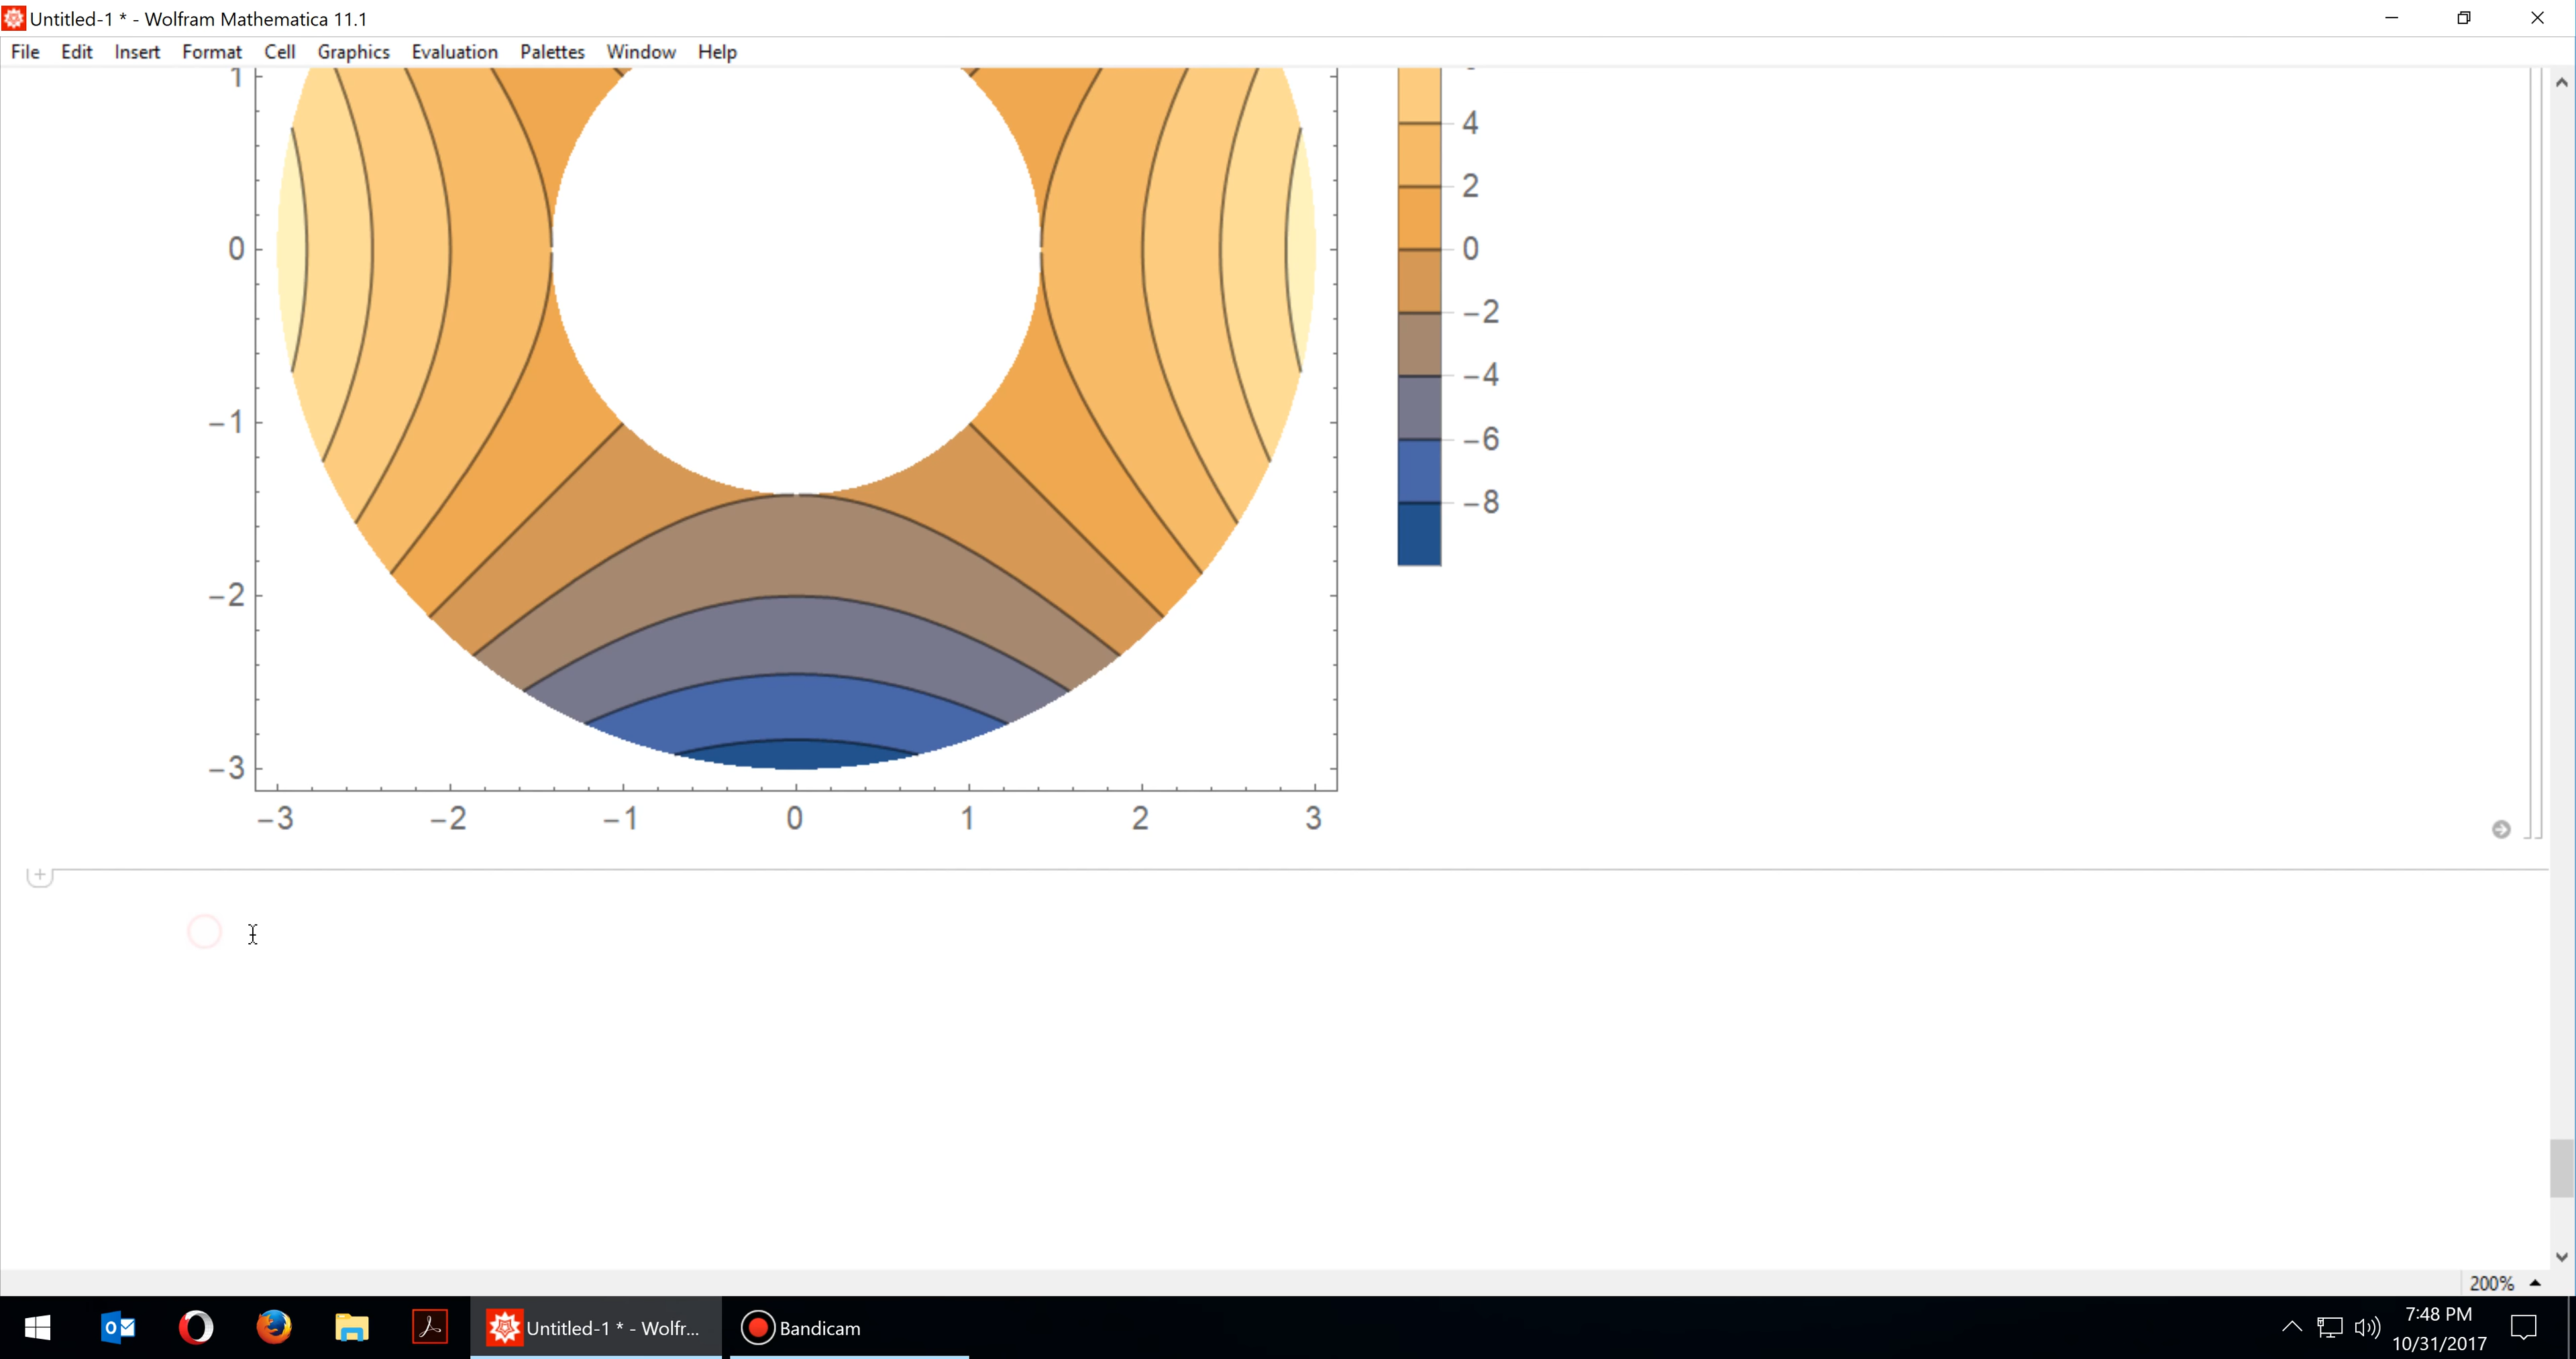 Untitled-1 * - Wolfram Mathematica 11.1
File Edit Insert Format Cell Graphics Evaluation Palettes Window Help
1
0
−1
−2
−3
−3 −2 −1 0 1 2 3
4
2
0
−2
−4
−6
−8
200%
Untitled-1 * - Wolfr...
Bandicam
7:48 PM
10/31/2017